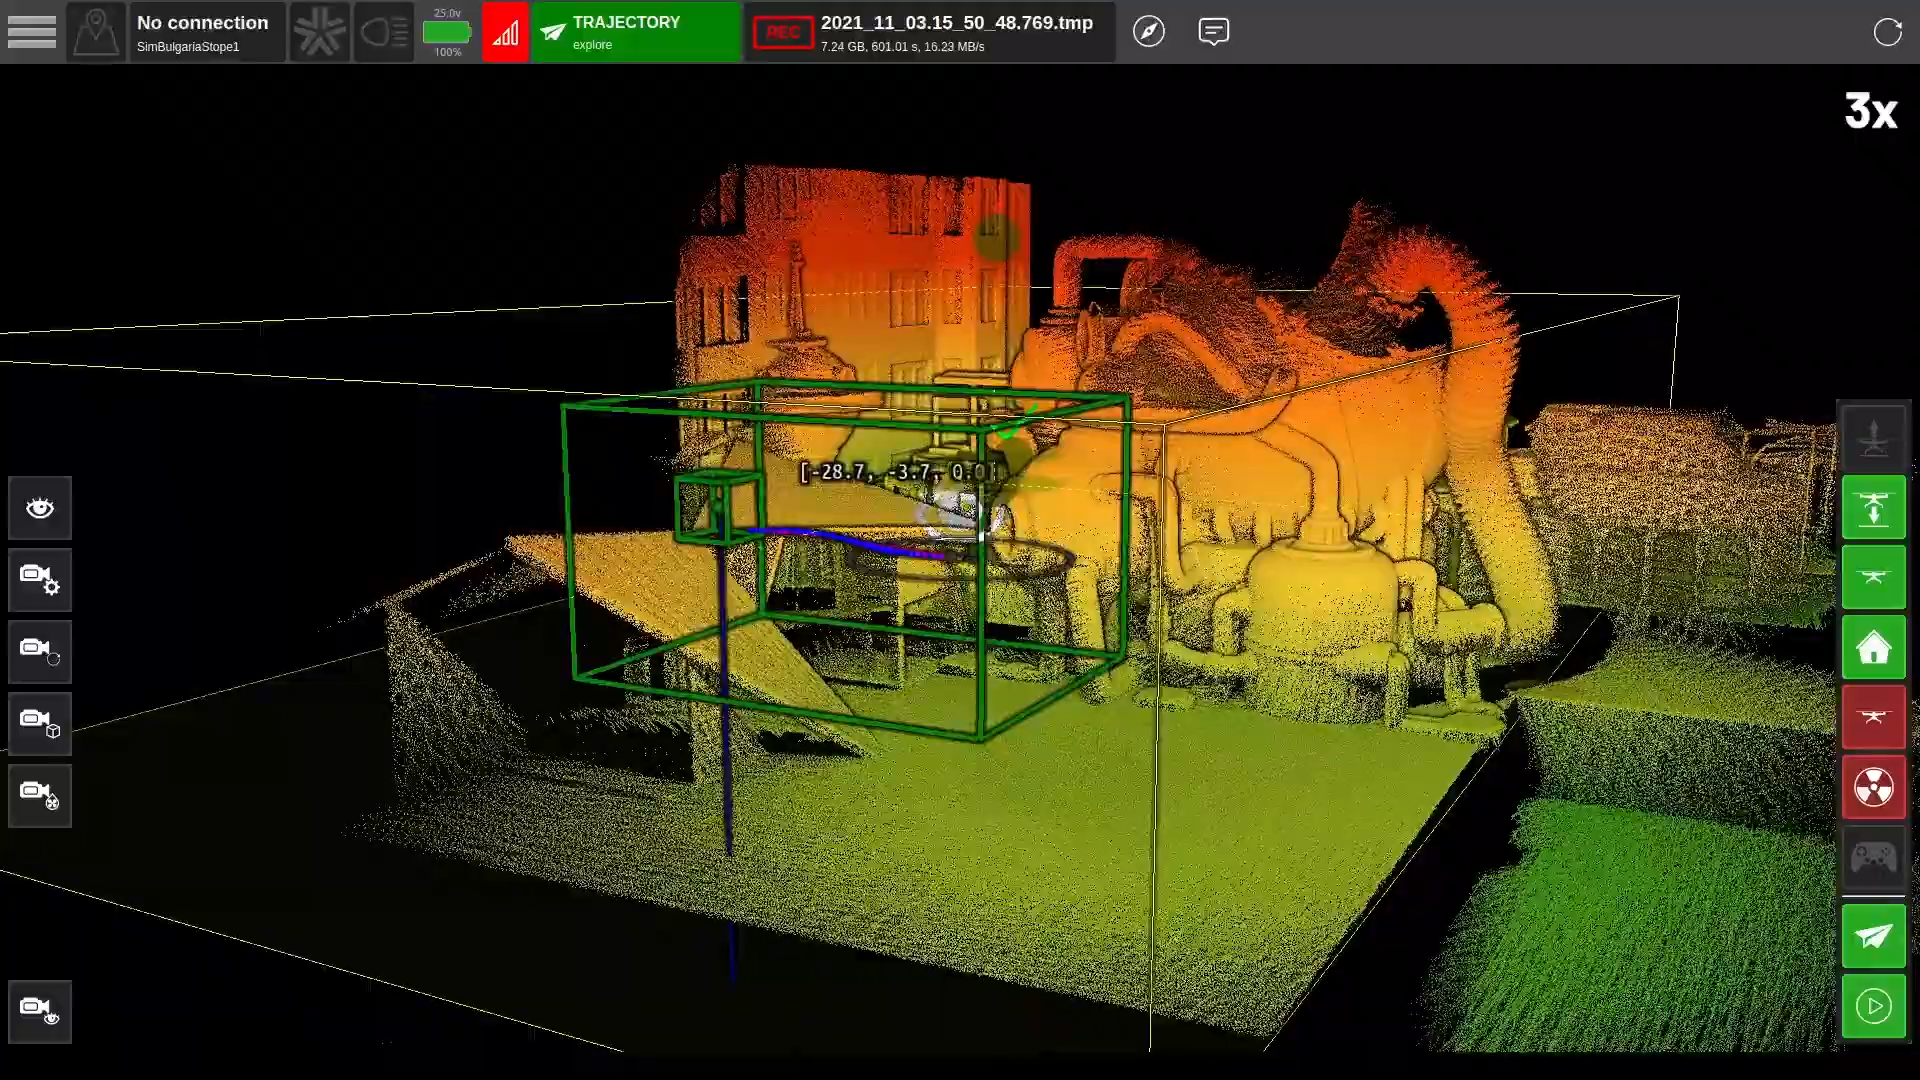 No connection
SimBulgariaStope1
25.0v
100%
TRAJECTORY
explore
REC
2021_11_03.15_50_48.769.tmp
7.24 GB, 601.01 s, 16.23 MB/s
3x
[-28.7, -3.7, 0.0]